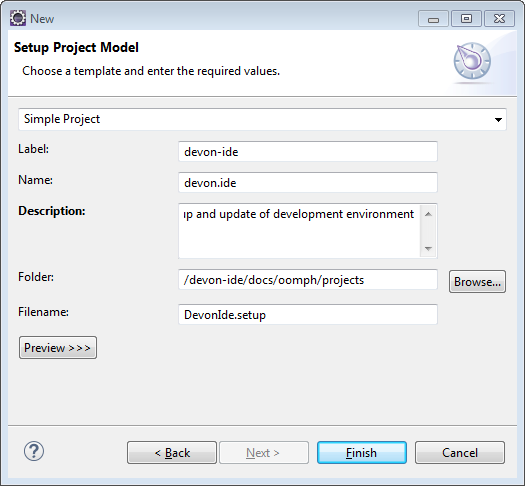 New
Setup Project Model
Choose a template and enter the required values.
Simple Project
Label:
devon-ide
Name:
devon.ide
Description:
and update of development environment
Folder:
/devon-ide/docs/oomph/projects
Browse...
Filename:
DevonIde.setup
Preview >>>
?
< Back
Next >
Finish
Cancel